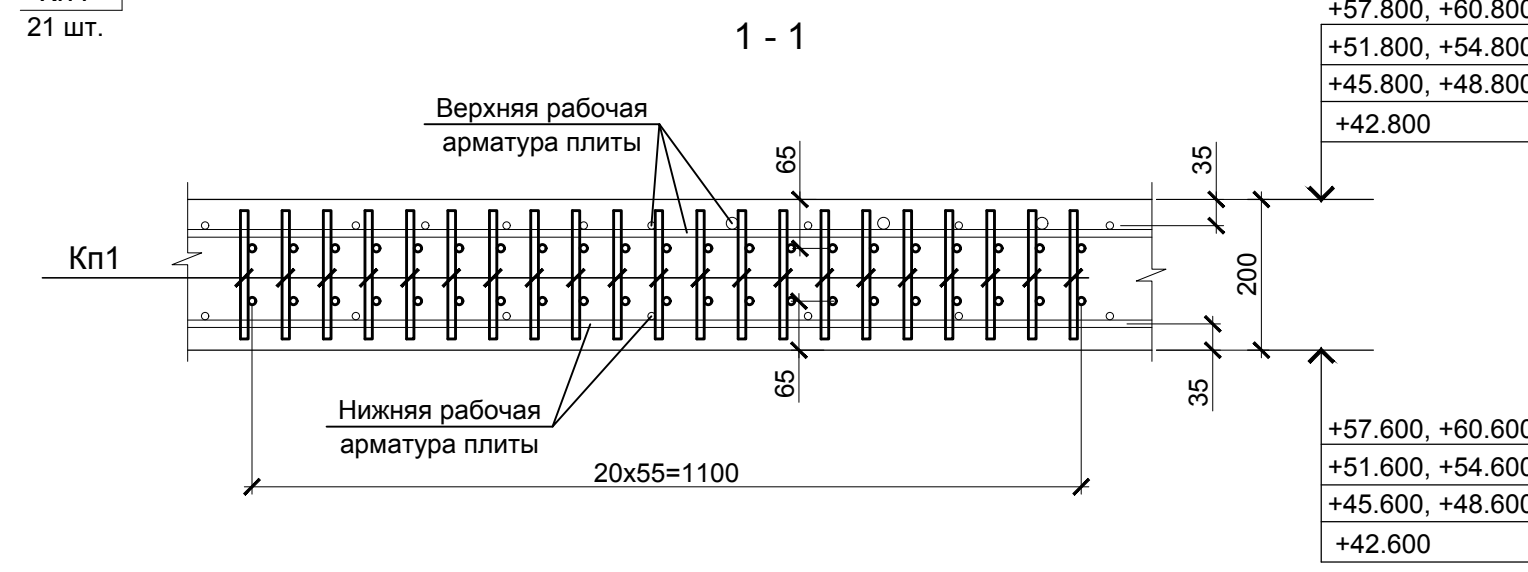 21 шт.
1 - 1
+57.800, +60.800
+51.800, +54.800
+45.800, +48.800
+42.800
Верхняя рабочая
арматура плиты
65
35
Кп1
200
65
35
Нижняя рабочая
арматура плиты
20х55=1100
+57.600, +60.600
+51.600, +54.600
+45.600, +48.600
+42.600